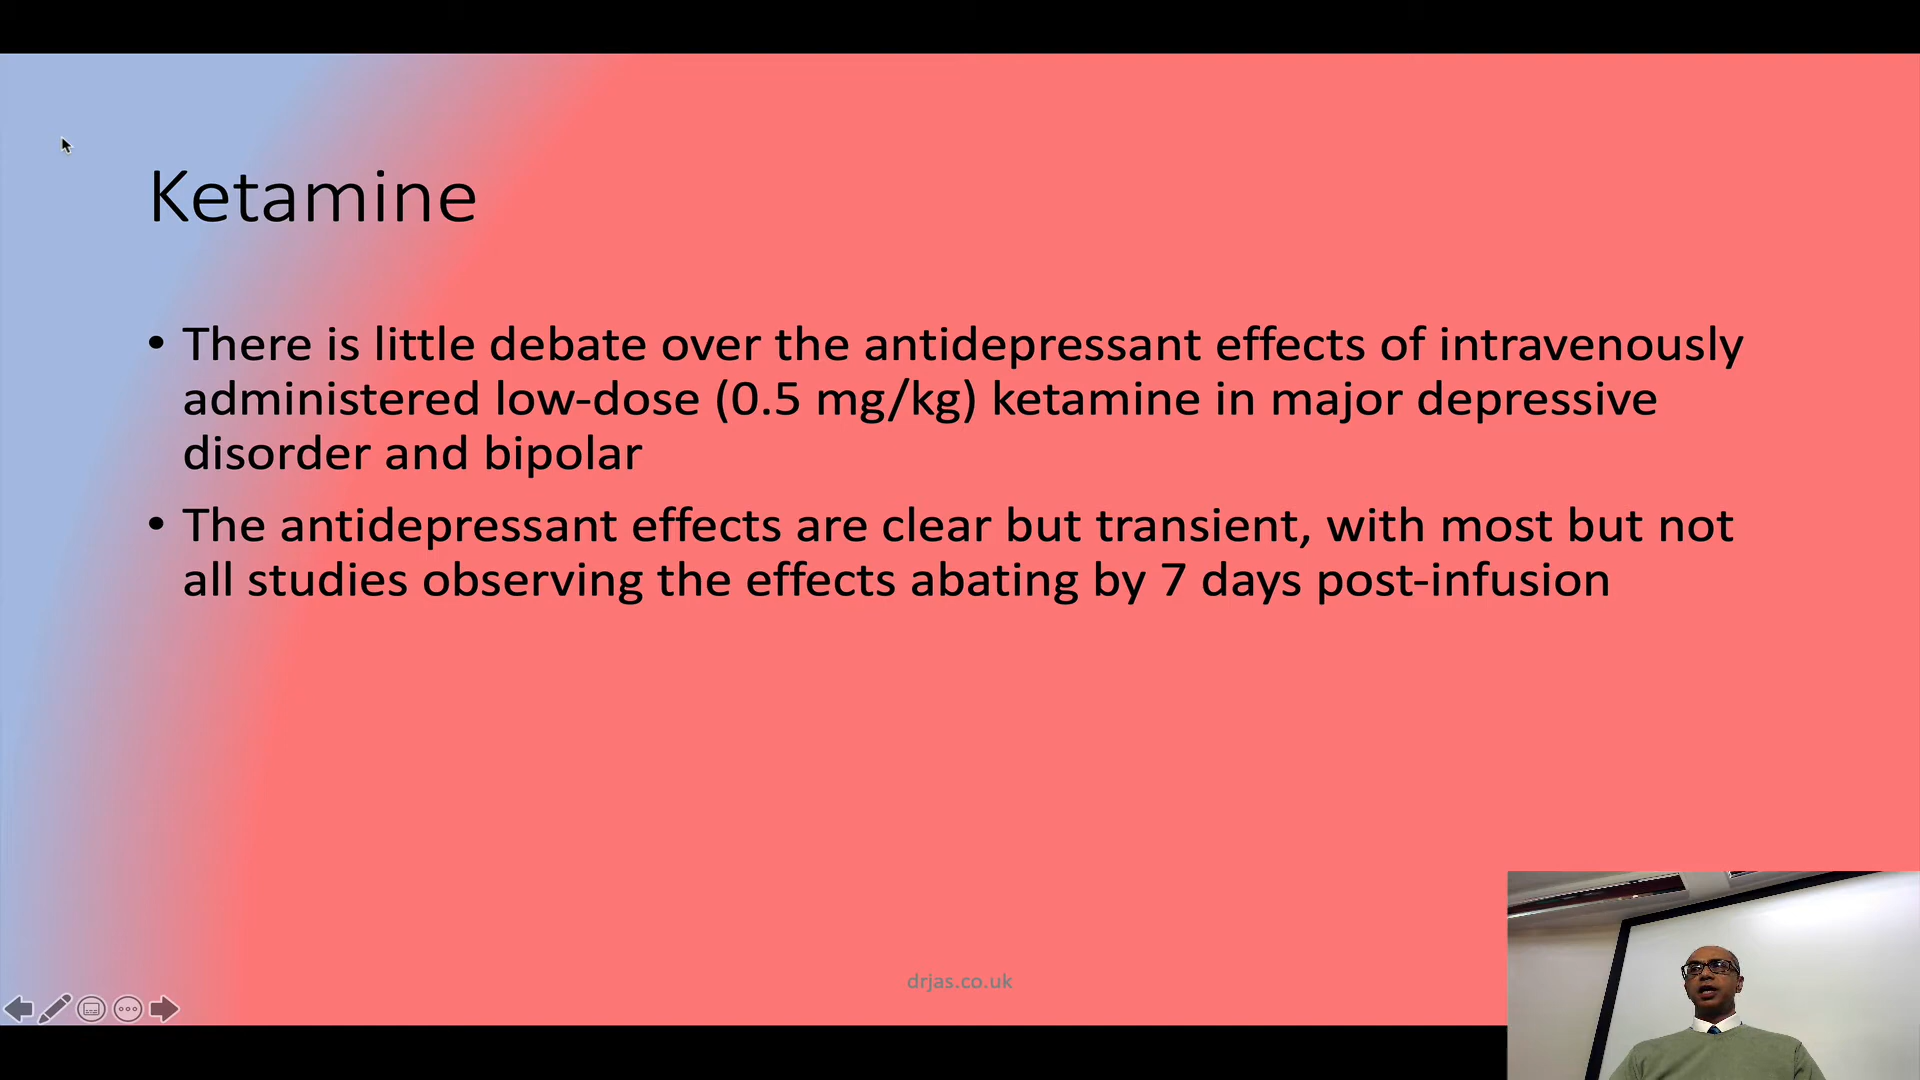 Ketamine
• There is little debate over the antidepressant effects of intravenously
administered low-dose (0.5 mg/kg) ketamine in major depressive
disorder and bipolar
• The antidepressant effects are clear but transient, with most but not
all studies observing the effects abating by 7 days post-infusion
drjas.co.uk